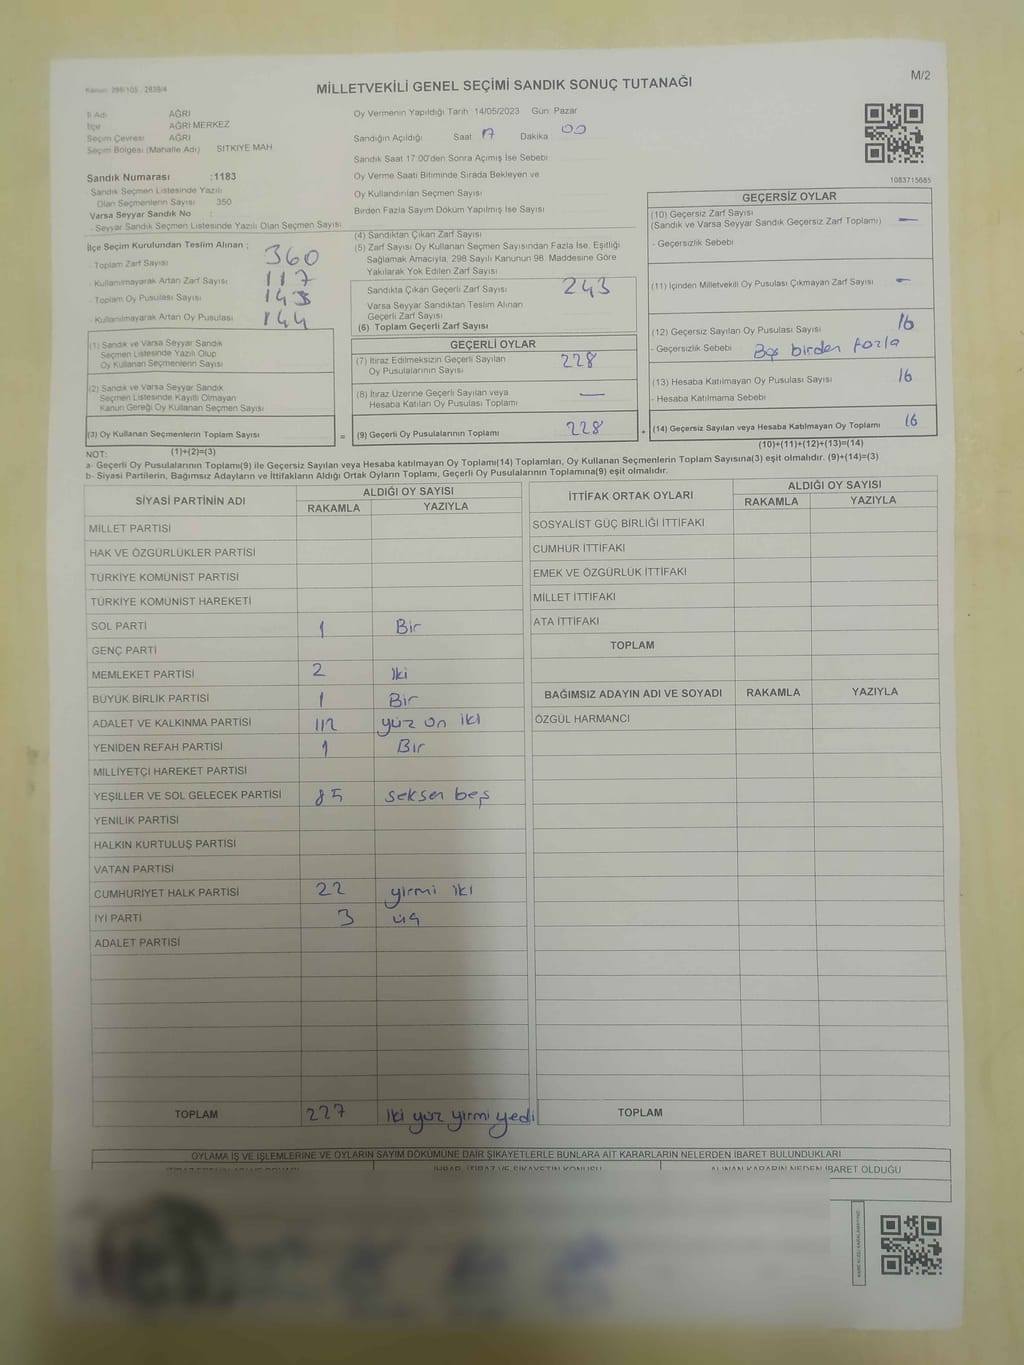 Kanun: 298/105 , 2839/4
MİLLETVEKİLİ GENEL SEÇİMİ SANDIK SONUÇ TUTANAĞI
M/2
İl Adı AĞRI
İlçe AĞRI MERKEZ
Seçim Çevresi AĞRI
Seçim Bölgesi (Mahalle Adı) SITKIYE MAH.
Oy Vermenin Yapıldığı Tarih :14/05/2023 Gün: Pazar
Sandığın Açıldığı Saat 17 Dakika 00
Sandık Saat 17:00'den Sonra Açımış İse Sebebi
Oy Verme Saati Bitiminde Sırada Bekleyen ve
Oy Kullandırılan Seçmen Sayısı
Birden Fazla Sayım Döküm Yapılmış İse Sayısı
1083715685
Sandık Numarası :1183
Sandık Seçmen Listesinde Yazılı
Olan Seçmenlerin Sayısı 350
Varsa Seyyar Sandık No :
- Seyyar Sandık Seçmen Listesinde Yazılı Olan Seçmen Sayısı
İlçe Seçim Kurulundan Teslim Alınan ;
- Toplam Zarf Sayısı 360
- Kullanılmayarak Artan Zarf Sayısı 117
- Toplam Oy Pusulası Sayısı
- Kullanılmayarak Artan Oy Pusulası 144
(1) Sandık ve Varsa Seyyar Sandık
Seçmen Listesinde Yazılı Olup
Oy Kullanan Seçmenlerin Sayısı
(2) Sandık ve Varsa Seyyar Sandık
Seçmen Listesinde Kayıtlı Olmayan
Kanun Gereği Oy Kullanan Seçmen Sayısı
(3) Oy Kullanan Seçmenlerin Toplam Sayısı
(1)+(2)=(3)
(4) Sandıktan Çıkan Zarf Sayısı
(5) Zarf Sayısı Oy Kullanan Seçmen Sayısından Fazla İse, Eşitliği
Sağlamak Amacıyla, 298 Sayılı Kanunun 98. Maddesine Göre
Yakılarak Yok Edilen Zarf Sayısı
Sandıkta Çıkan Geçerli Zarf Sayısı 243
Varsa Seyyar Sandıktan Teslim Alınan
Geçerli Zarf Sayısı
(6) Toplam Geçerli Zarf Sayısı
GEÇERLİ OYLAR
(7) İtiraz Edilmeksizin Geçerli Sayılan
Oy Pusulalarının Sayısı 228
(8) İtiraz Üzerine Geçerli Sayılan veya
Hesaba Katılan Oy Pusulası Toplamı —
= (9) Geçerli Oy Pusulalarının Toplamı 228
GEÇERSİZ OYLAR
(10) Geçersiz Zarf Sayısı
(Sandık ve Varsa Seyyar Sandık Geçersiz Zarf Toplamı) —
- Geçersizlik Sebebi
(11) İçinden Milletvekili Oy Pusulası Çıkmayan Zarf Sayısı —
(12) Geçersiz Sayılan Oy Pusulası Sayısı 16
- Geçersizlik Sebebi Boş birden fazla
(13) Hesaba Katılmayan Oy Pusulası Sayısı 16
- Hesaba Katılmama Sebebi
+ (14) Geçersiz Sayılan veya Hesaba Katılmayan Oy Toplamı 16
(10)+(11)+(12)+(13)=(14)
NOT:
a- Geçerli Oy Pusulalarının Toplamı(9) ile Geçersiz Sayılan veya Hesaba katılmayan Oy Toplamı(14) Toplamları, Oy Kullanan Seçmenlerin Toplam Sayısına(3) eşit olmalıdır. (9)+(14)=(3)
b- Siyasi Partilerin, Bağımsız Adayların ve İttifakların Aldığı Ortak Oyların Toplamı, Geçerli Oy Pusulalarının Toplamına(9) eşit olmalıdır.
SİYASİ PARTİNİN ADI ALDIĞI OY SAYISI
RAKAMLA YAZIYLA
MİLLET PARTİSİ
HAK VE ÖZGÜRLÜKLER PARTİSİ
TÜRKİYE KOMÜNİST PARTİSİ
TÜRKİYE KOMÜNİST HAREKETİ
SOL PARTİ 1 Bir
GENÇ PARTİ
MEMLEKET PARTİSİ 2 İki
BÜYÜK BİRLİK PARTİSİ 1 Bir
ADALET VE KALKINMA PARTİSİ 112 yüz on iki
YENİDEN REFAH PARTİSİ 1 Bir
MİLLİYETÇİ HAREKET PARTİSİ
YEŞİLLER VE SOL GELECEK PARTİSİ 85 seksen beş
YENİLİK PARTİSİ
HALKIN KURTULUŞ PARTİSİ
VATAN PARTİSİ
CUMHURİYET HALK PARTİSİ 22 yirmi iki
İYİ PARTİ 3 üç
ADALET PARTİSİ
TOPLAM 227 iki yüz yirmi yedi
İTTİFAK ORTAK OYLARI ALDIĞI OY SAYISI
RAKAMLA YAZIYLA
SOSYALİST GÜÇ BİRLİĞİ İTTİFAKI
CUMHUR İTTİFAKI
EMEK VE ÖZGÜRLÜK İTTİFAKI
MİLLET İTTİFAKI
ATA İTTİFAKI
TOPLAM
BAĞIMSIZ ADAYIN ADI VE SOYADI RAKAMLA YAZIYLA
ÖZGÜL HARMANCI
TOPLAM
OYLAMA İŞ VE İŞLEMLERİNE VE OYLARIN SAYIM DÖKÜMÜNE DAİR ŞİKAYETLERLE BUNLARA AİT KARARLARIN NELERDEN İBARET BULUNDUKLARI
İHBAR, İTİRAZ VE ŞİKAYETİN KONUSU
ALINAN KARARIN NEDEN İBARET OLDUĞU